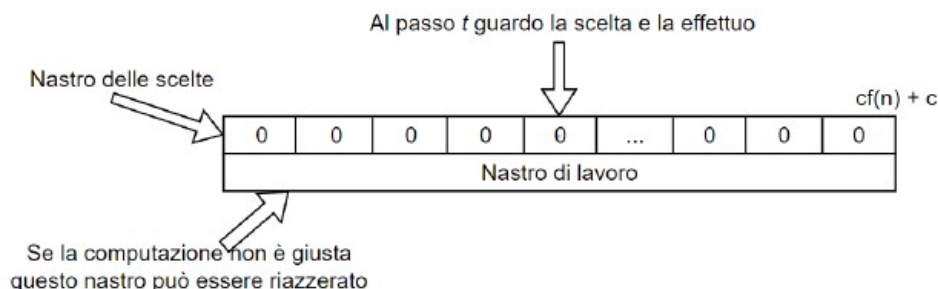 Al passo t guardo la scelta e la effettuo
Nastro delle scelte
cf(n) + c
0 0 0 0 0 ... 0 0 0
Nastro di lavoro
Se la computazione non è giusta
questo nastro può essere riazzerato